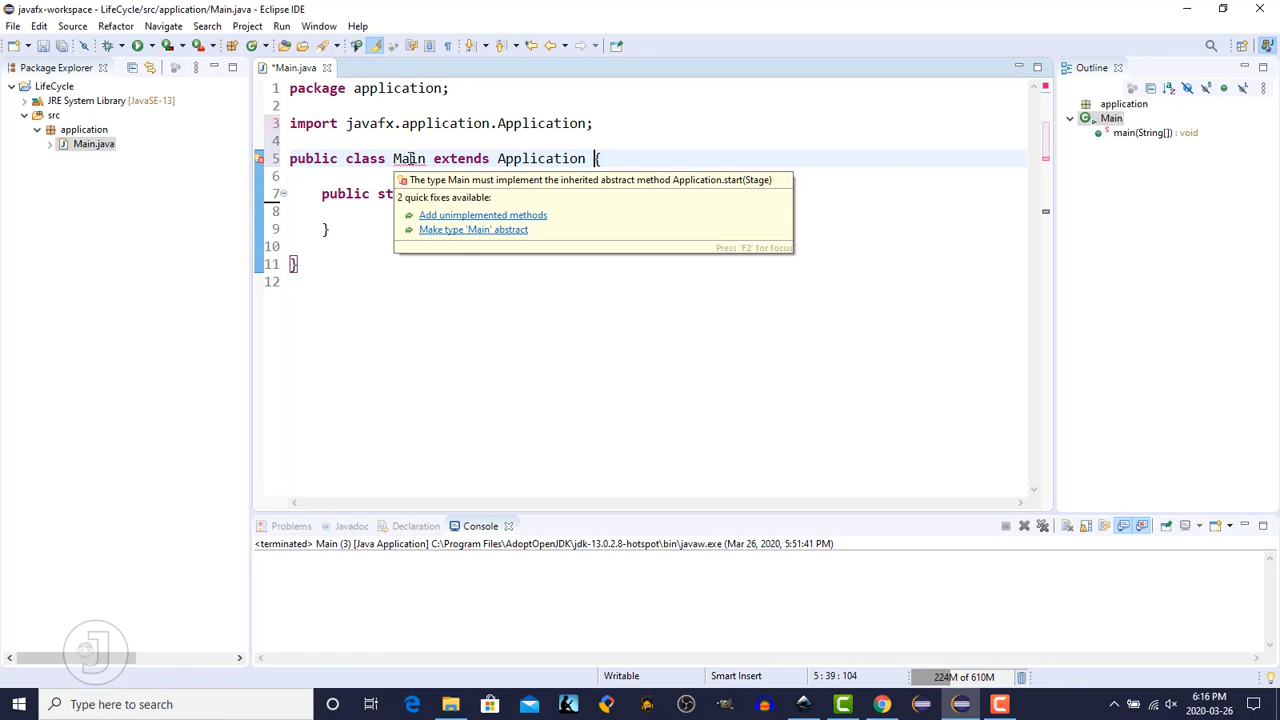 javafx-workspace - LifeCycle/src/application/Main.java - Eclipse IDE
File Edit Source Refactor Navigate Search Project Run Window Help
Package Explorer
*Main.java
Outline
LifeCycle
JRE System Library [JavaSE-13]
src
application
Main.java
1 package application;
2
3 import javafx.application.Application;
4
5 public class Main extends Application {
6
7 public st
8
9 }
10
11 }
12
The type Main must implement the inherited abstract method Application.start(Stage)
2 quick fixes available:
Add unimplemented methods
Make type 'Main' abstract
Press 'F2' for focus
application
Main
main(String[]) : void
Problems Javadoc Declaration Console
<terminated> Main (3) [Java Application] C:\Program Files\AdoptOpenJDK\jdk-13.0.2.8-hotspot\bin\javaw.exe (Mar 26, 2020, 5:51:41 PM)
J
Writable Smart Insert 5 : 39 : 104 224M of 610M
Type here to search
6:16 PM
2020-03-26